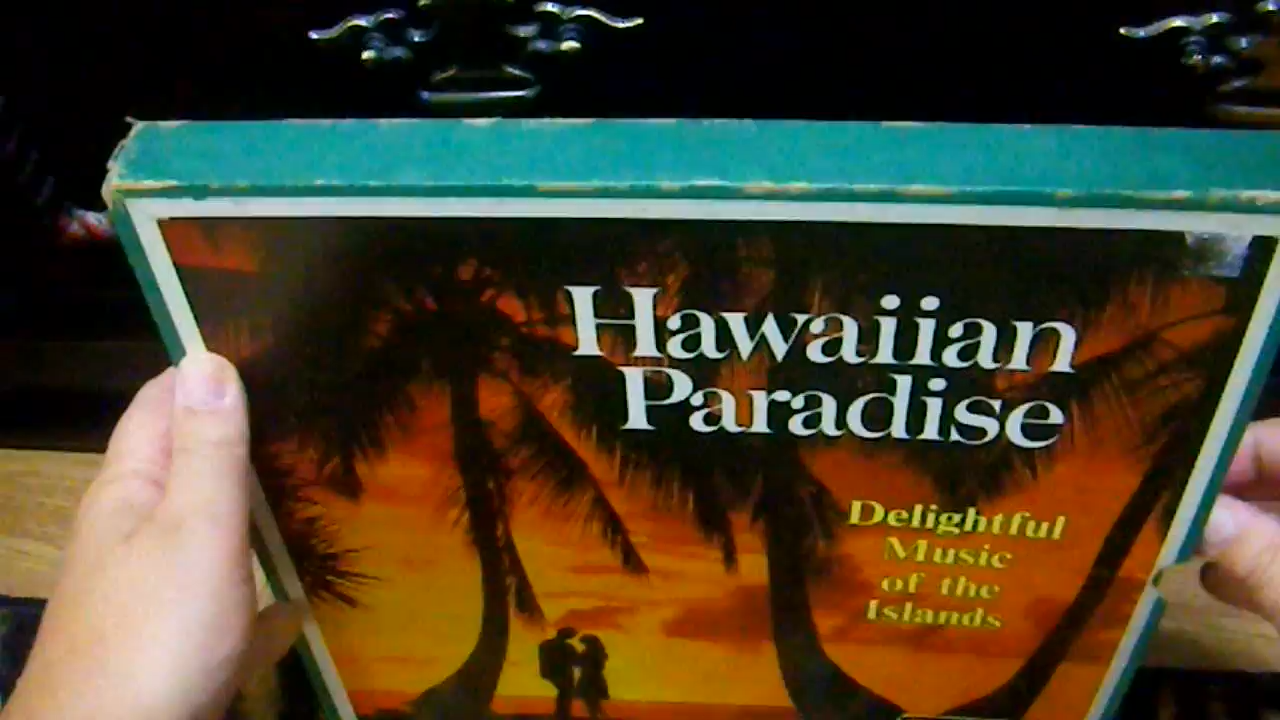 Hawaiian
Paradise
Delightful
Music
of the
Islands